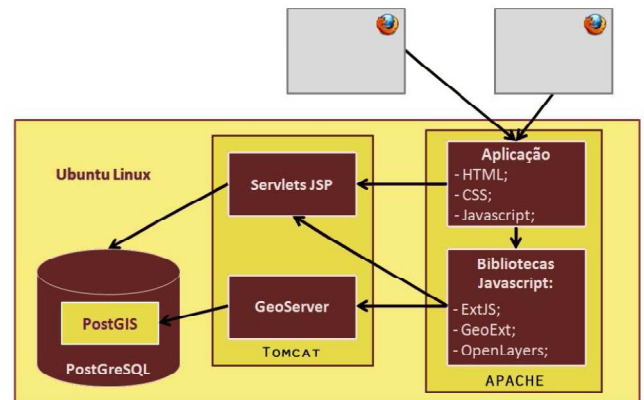 Ubuntu Linux
Servlets JSP
GeoServer
TOMCAT
PostGIS
PostGreSQL
Aplicação
- HTML;
- CSS;
- Javascript;
Bibliotecas
Javascript:
- ExtJS;
- GeoExt;
- OpenLayers;
APACHE